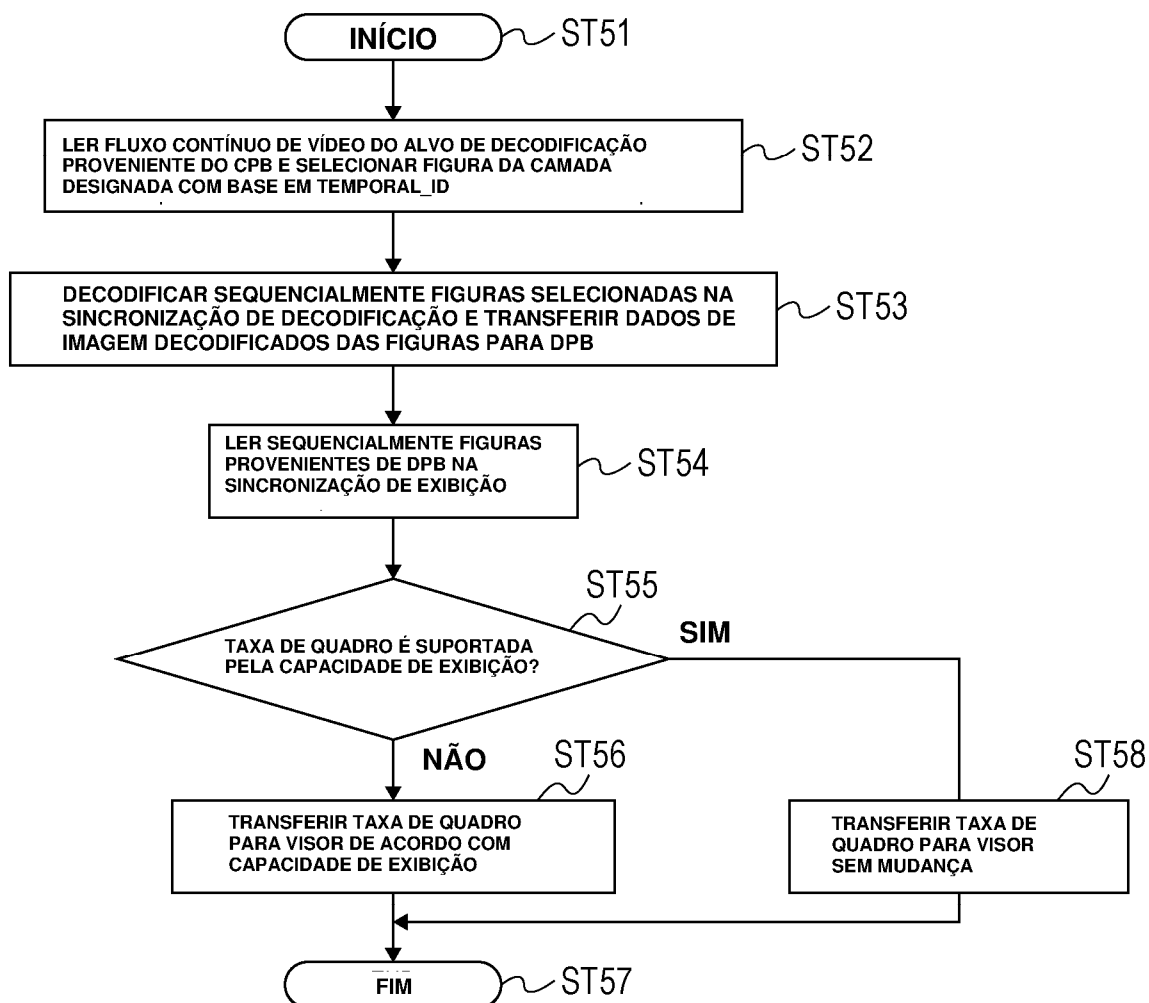 INÍCIO
ST51
LER FLUXO CONTÍNUO DE VÍDEO DO ALVO DE DECODIFICAÇÃO
PROVENIENTE DO CPB E SELECIONAR FIGURA DA CAMADA
DESIGNADA COM BASE EM TEMPORAL_ID
ST52
DECODIFICAR SEQUENCIALMENTE FIGURAS SELECIONADAS NA
SINCRONIZAÇÃO DE DECODIFICAÇÃO E TRANSFERIR DADOS DE
IMAGEM DECODIFICADOS DAS FIGURAS PARA DPB
ST53
LER SEQUENCIALMENTE FIGURAS
PROVENIENTES DE DPB NA
SINCRONIZAÇÃO DE EXIBIÇÃO
ST54
ST55
TAXA DE QUADRO É SUPORTADA
PELA CAPACIDADE DE EXIBIÇÃO?
SIM
NÃO
ST56
TRANSFERIR TAXA DE QUADRO
PARA VISOR DE ACORDO COM
CAPACIDADE DE EXIBIÇÃO
ST58
TRANSFERIR TAXA DE
QUADRO PARA VISOR
SEM MUDANÇA
FIM
ST57